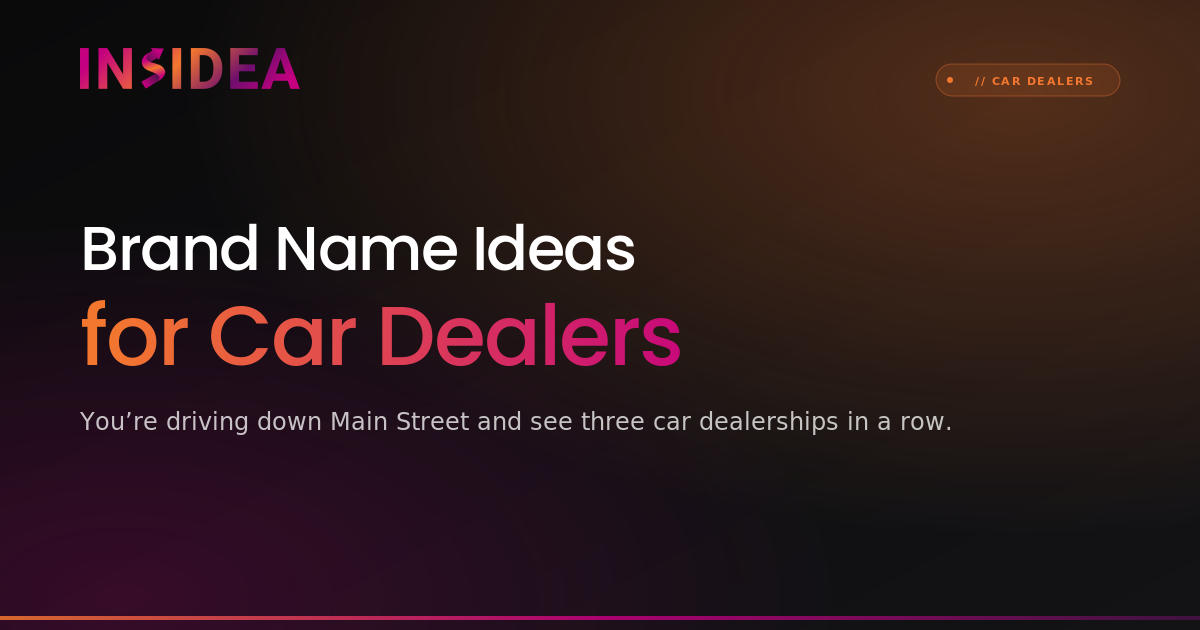 INSIDEA
// CAR DEALERS
Brand Name Ideas
for Car Dealers
You’re driving down Main Street and see three car dealerships in a row.